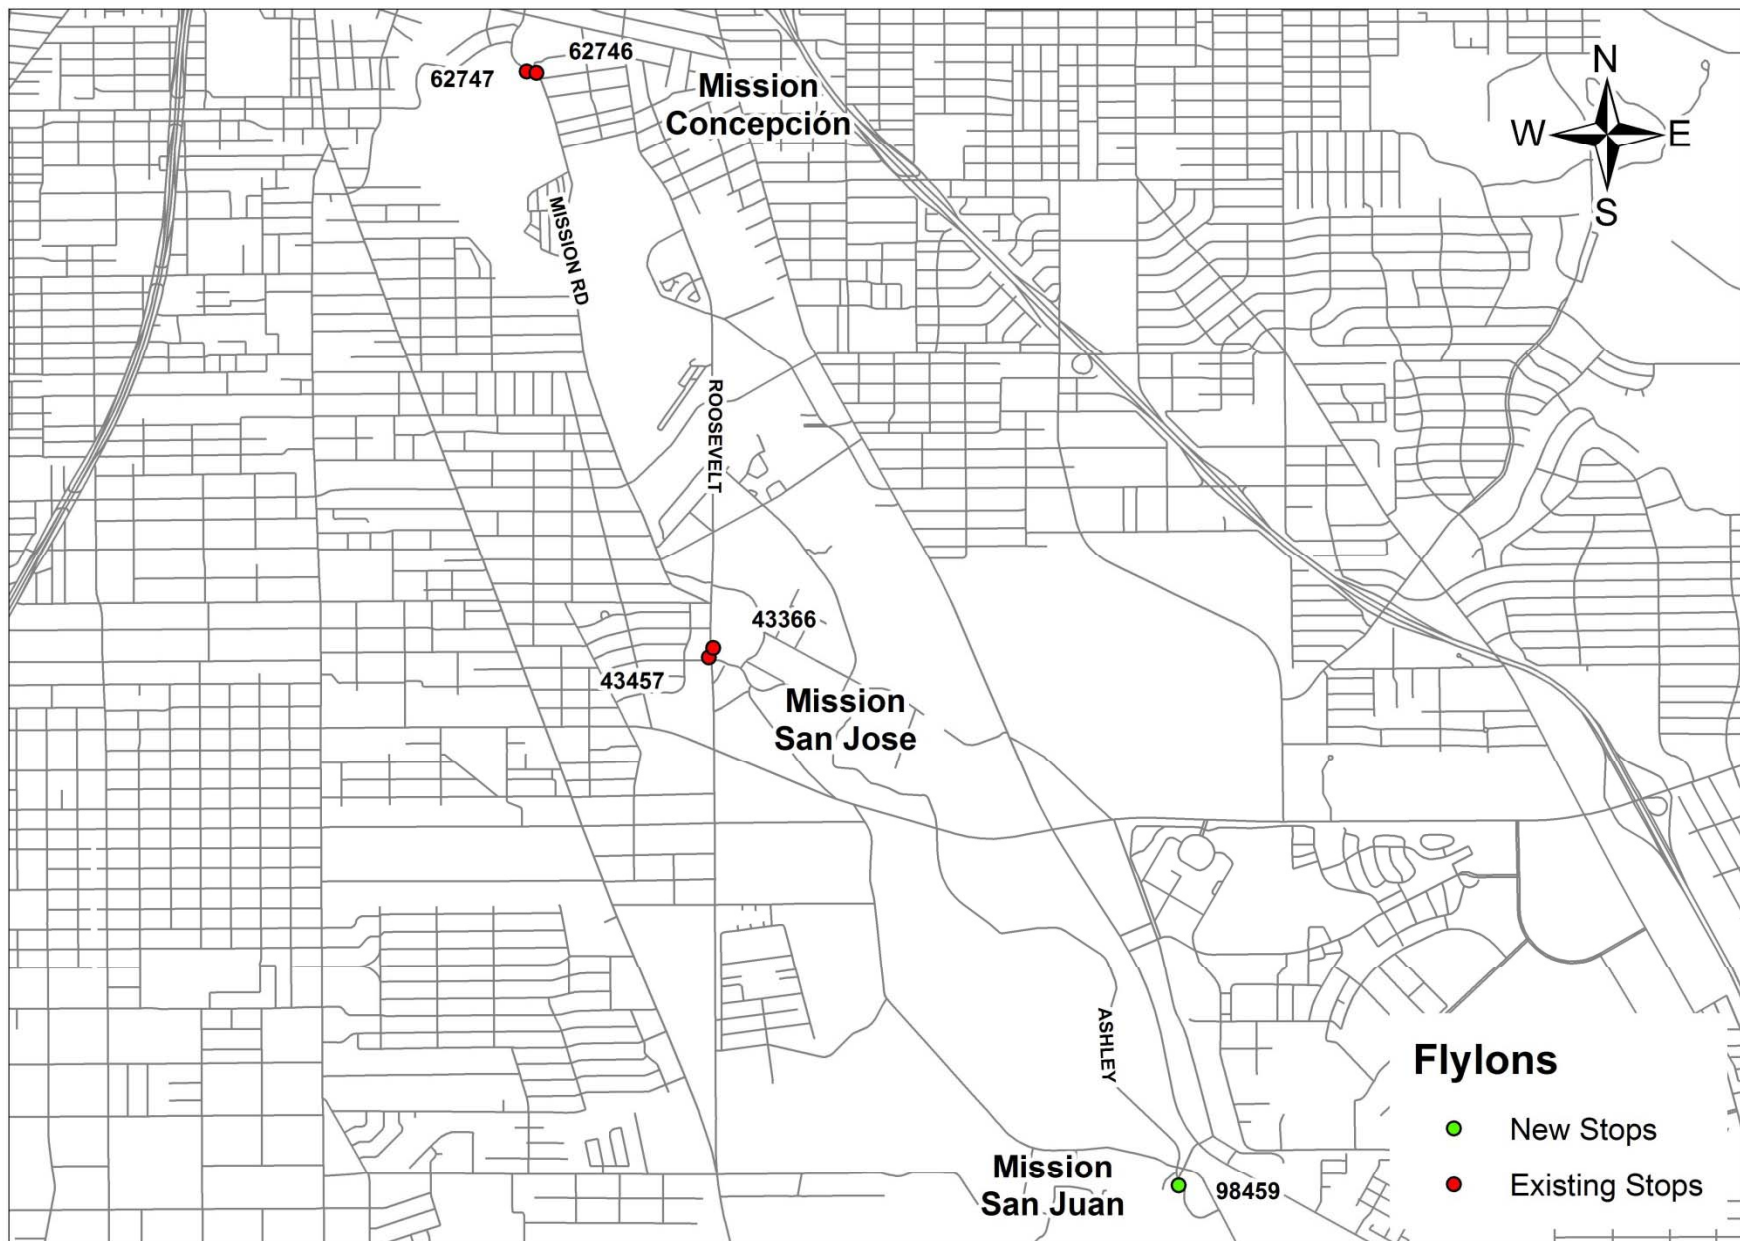 62746
62747
Mission
Concepción
N
W
E
S
MISSION RD
ROOSEVELT
43366
43457
Mission
San Jose
ASHLEY
Flylons
New Stops
Existing Stops
Mission
San Juan
98459